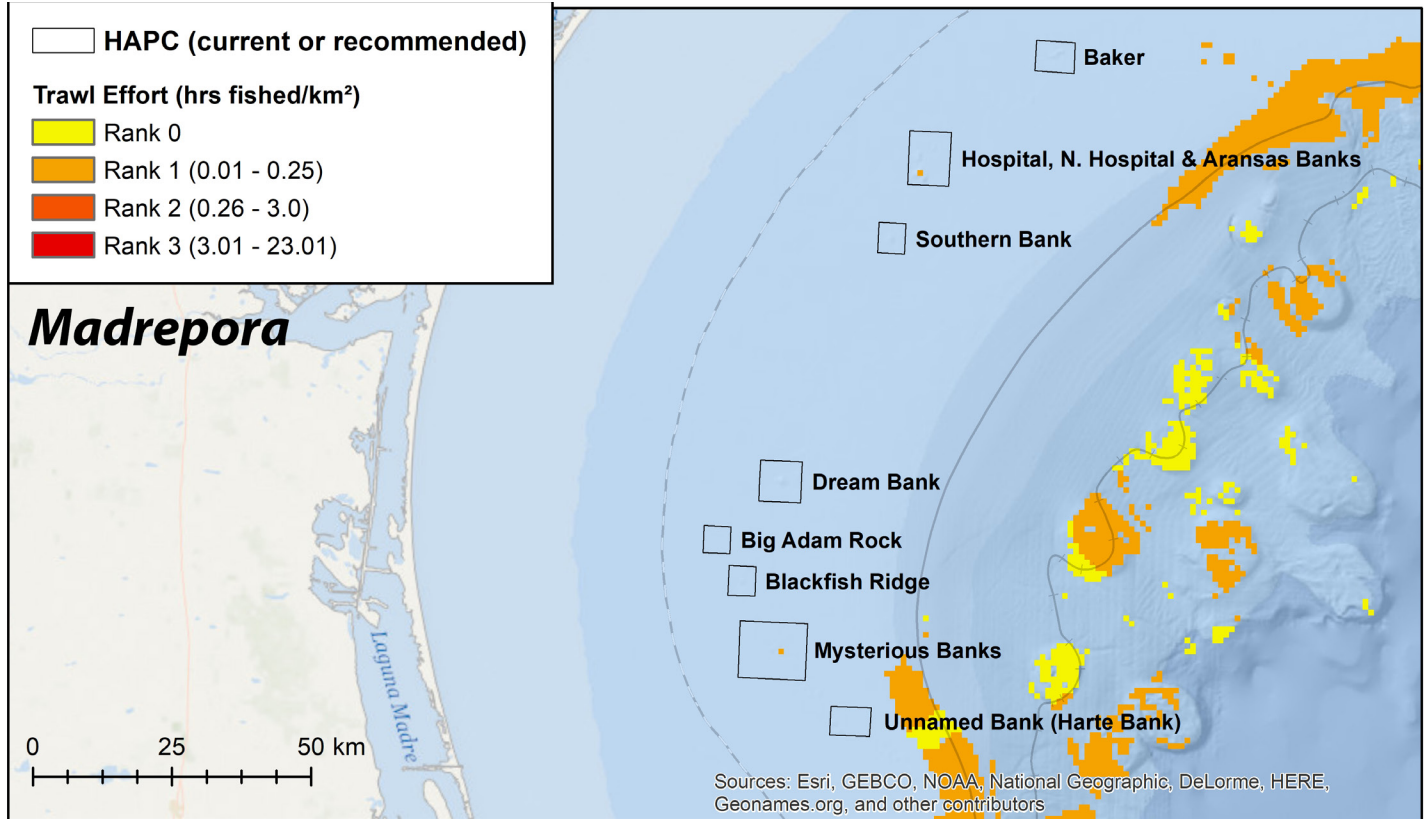 HAPC (current or recommended)
Trawl Effort (hrs fished/km²)
Rank 0
Rank 1 (0.01 - 0.25)
Rank 2 (0.26 - 3.0)
Rank 3 (3.01 - 23.01)
Madrepora
Baker
Hospital, N. Hospital & Aransas Banks
Southern Bank
Dream Bank
Big Adam Rock
Blackfish Ridge
Mysterious Banks
Unnamed Bank (Harte Bank)
Laguna Madre
0 25 50 km
Sources: Esri, GEBCO, NOAA, National Geographic, DeLorme, HERE,
Geonames.org, and other contributors